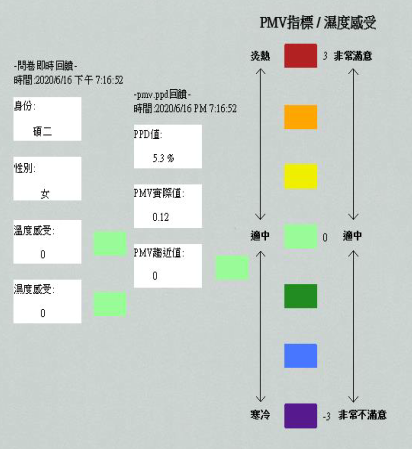 PMV指標 / 濕度感受
-問卷即時回饋-
時間:2020/6/16 下午 7:16:52
身份:
碩二
性別:
女
溫度感受:
0
濕度感受:
0
-pmv.ppd回饋-
時間:2020/6/16 PM 7:16:52
PPD值:
5.3 %
PMV實際值:
0.12
PMV趨近值:
0
炎熱 3 非常滿意
適中 0 適中
寒冷 -3 非常不滿意